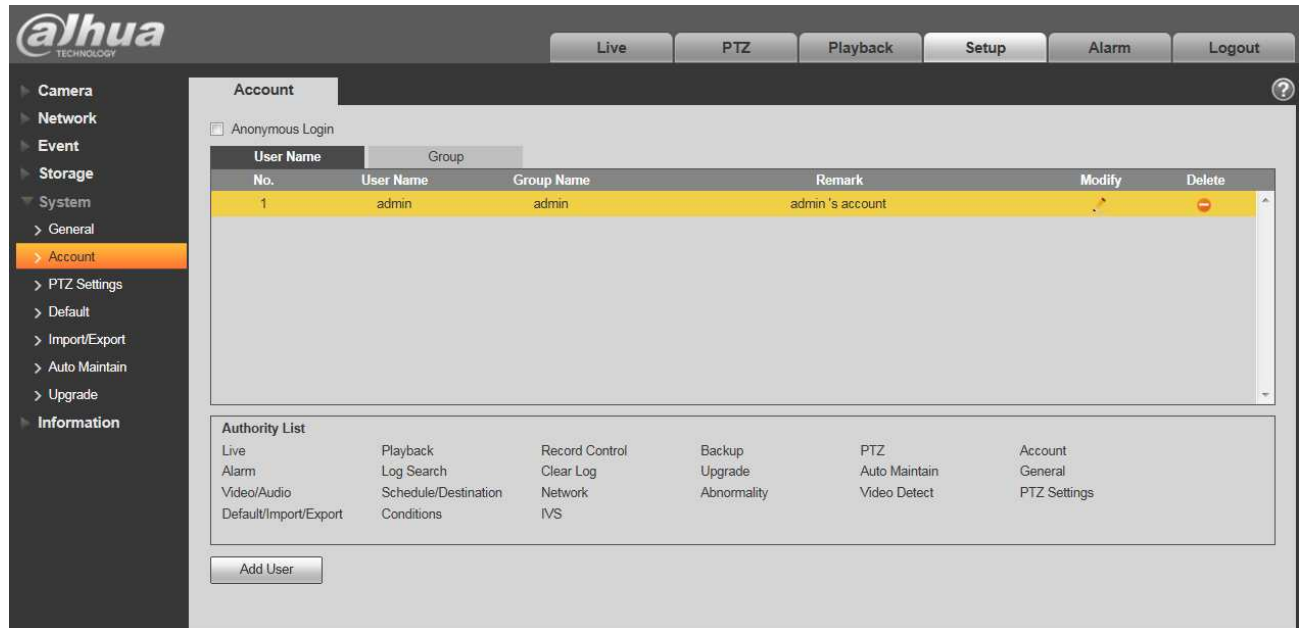 alhua
TECHNOLOGY
Live PTZ Playback Setup Alarm Logout
Camera
Network
Event
Storage
System
General
Account
PTZ Settings
Default
Import/Export
Auto Maintain
Upgrade
Information
Account ?
Anonymous Login
User Name Group
No. User Name Group Name Remark Modify Delete
1 admin admin admin 's account
Authority List
Live Playback Record Control Backup PTZ Account
Alarm Log Search Clear Log Upgrade Auto Maintain General
Video/Audio Schedule/Destination Network Abnormality Video Detect PTZ Settings
Default/Import/Export Conditions IVS
Add User